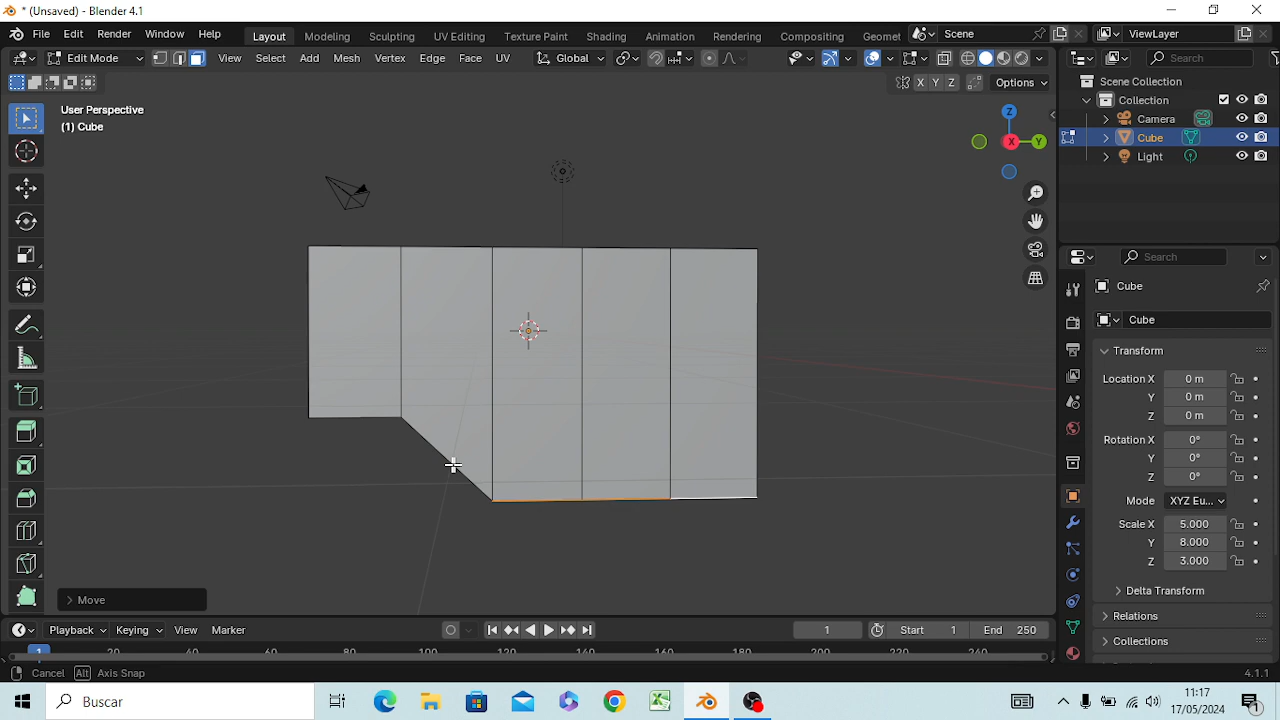 * (Unsaved) - Blender 4.1
File Edit Render Window Help Layout Modeling Sculpting UV Editing Texture Paint Shading Animation Rendering Compositing Geomet Scene ViewLayer
Edit Mode View Select Add Mesh Vertex Edge Face UV Global Search
X Y Z Options
Scene Collection
Collection
User Perspective
(1) Cube
Z
X Y
Camera
Cube
Light
Search
Cube
Cube
Transform
Location X 0 m
Y 0 m
Z 0 m
Rotation X 0°
Y 0°
Z 0°
Mode XYZ Eu...
Scale X 5.000
Y 8.000
Z 3.000
Delta Transform
Relations
Collections
Move
Playback Keying View Marker 1 Start 1 End 250
20 40 60 80 100 120 140 160 180 200 220 240
Cancel Alt Axis Snap 4.1.1
Buscar
11:17
17/05/2024
1